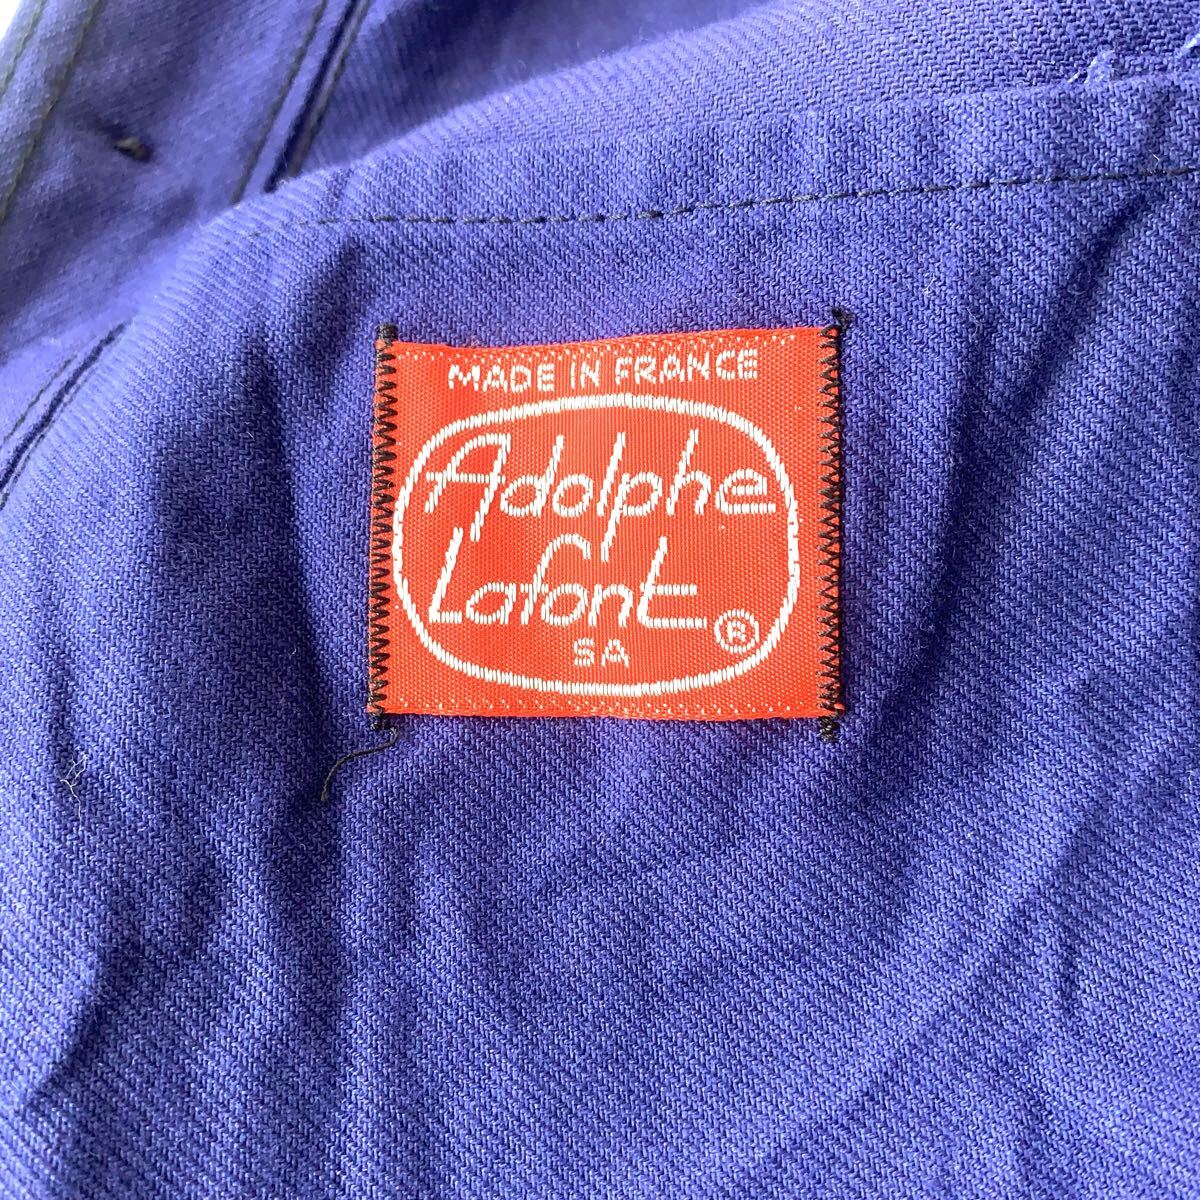 MADE IN FRANCE
Adolphe
Lafont ®
SA